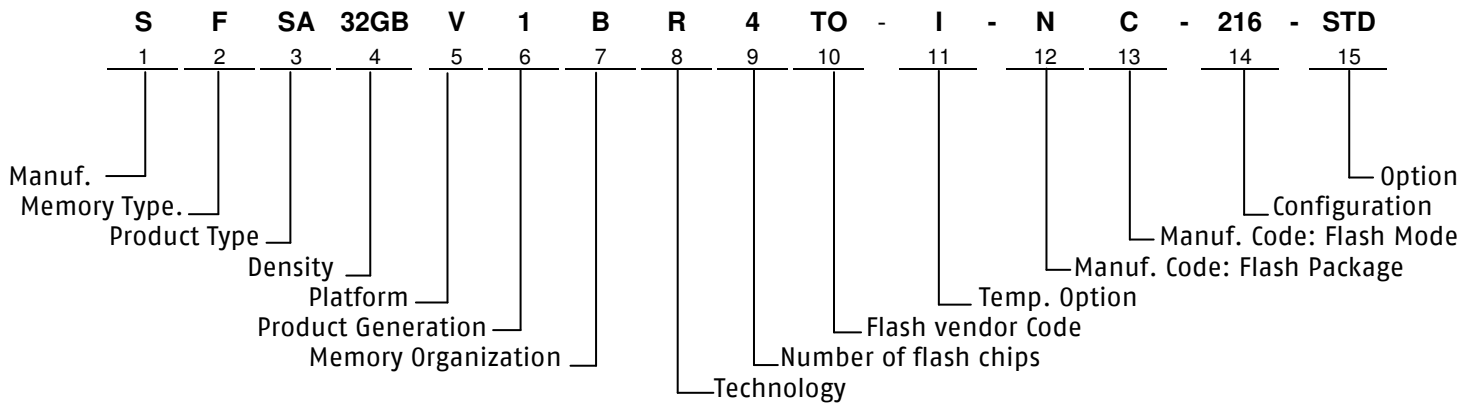 S F SA 32GB V 1 B R 4 TO - I - N C - 216 - STD
1 2 3 4 5 6 7 8 9 10 11 12 13 14 15
Manuf. Option
Memory Type. Configuration
Product Type Manuf. Code: Flash Mode
Density Manuf. Code: Flash Package
Platform Temp. Option
Product Generation Flash vendor Code
Memory Organization Number of flash chips
Technology